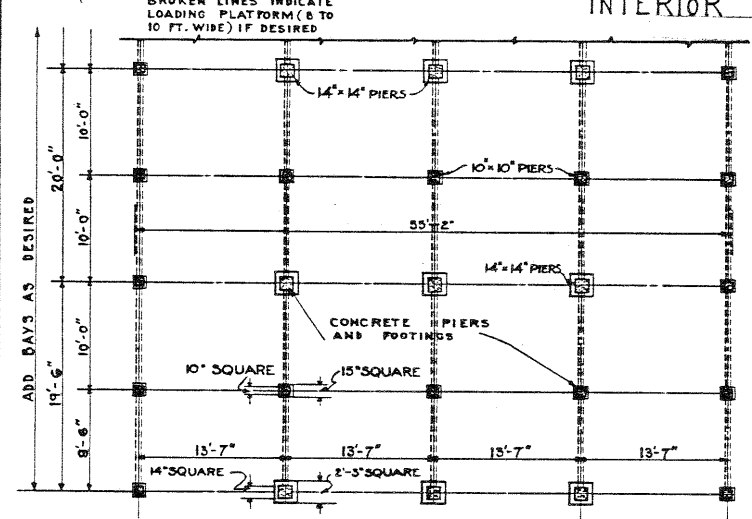 BROKEN LINES INDICATE
LOADING PLATFORM (8 TO
10 FT. WIDE) IF DESIRED
INTERIOR
14"×14" PIERS
10'-0"
20'-0"
10"×10" PIERS
10'-0"
55'-2"
14"×14" PIERS
ADD BAYS AS DESIRED
CONCRETE PIERS
AND FOOTINGS
10'-0"
19'-6"
10" SQUARE
15" SQUARE
13'-7"
13'-7"
13'-7"
13'-7"
14" SQUARE
2'-3" SQUARE